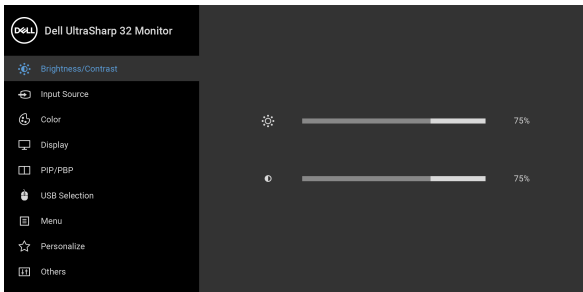 DELL
Dell UltraSharp 32 Monitor
Brightness/Contrast
Input Source
Color
Display
PIP/PBP
USB Selection
Menu
Personalize
Others
75%
75%